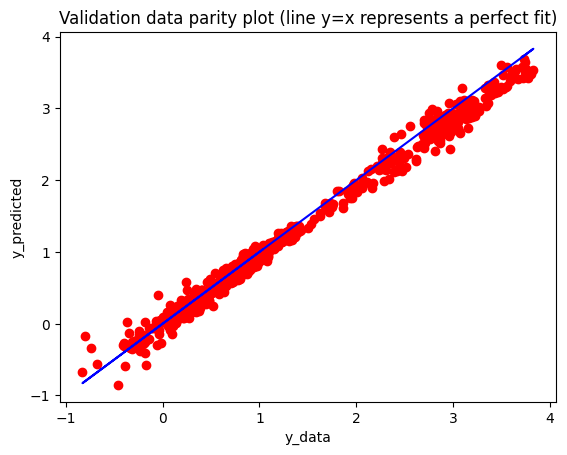 Validation data parity plot (line y=x represents a perfect fit)
4
3
2
1
0
−1
y_predicted
−1 0 1 2 3 4
y_data